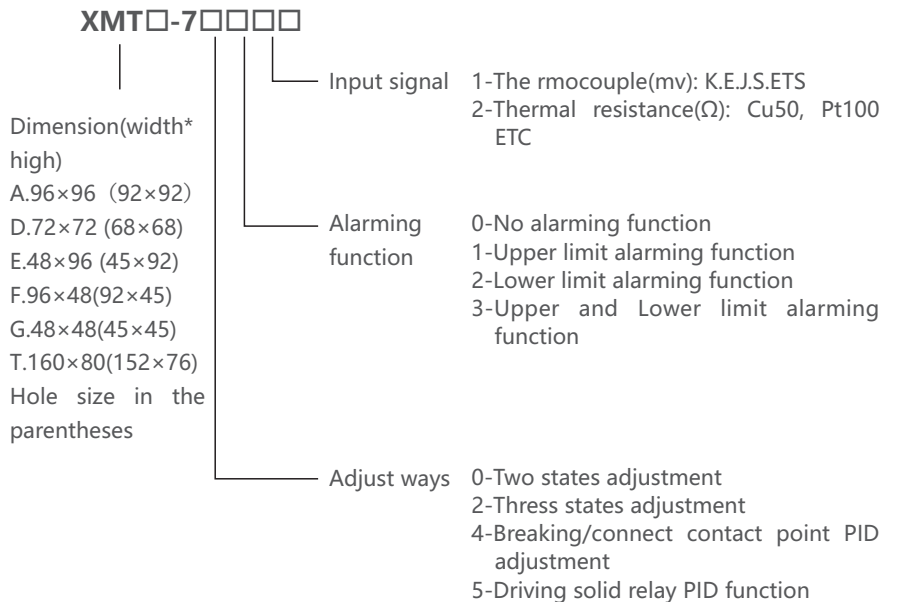 XMT□-7□□□□
Input signal
1-The rmocouple(mv): K.E.J.S.ETS
2-Thermal resistance(Ω): Cu50, Pt100
ETC
Dimension(width*
high)
A.96×96（92×92）
D.72×72 (68×68)
E.48×96 (45×92)
F.96×48(92×45)
G.48×48(45×45)
T.160×80(152×76)
Hole size in the
parentheses
Alarming
function
0-No alarming function
1-Upper limit alarming function
2-Lower limit alarming function
3-Upper and Lower limit alarming
function
Adjust ways
0-Two states adjustment
2-Thress states adjustment
4-Breaking/connect contact point PID
adjustment
5-Driving solid relay PID function